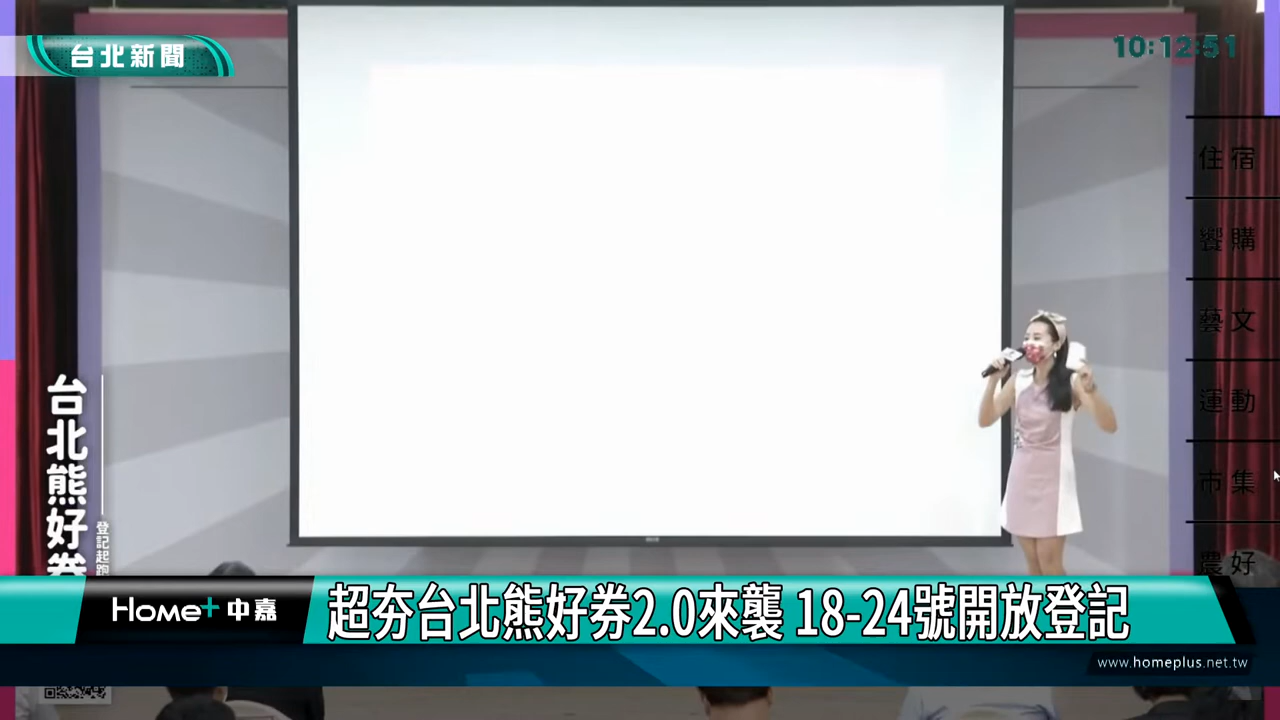 台北新聞
10:12:51
住宿
饗購
藝文
運動
市集
農好
台北熊好券
登記起跑
Home+中嘉
超夯台北熊好券2.0來襲 18-24號開放登記
www.homeplus.net.tw